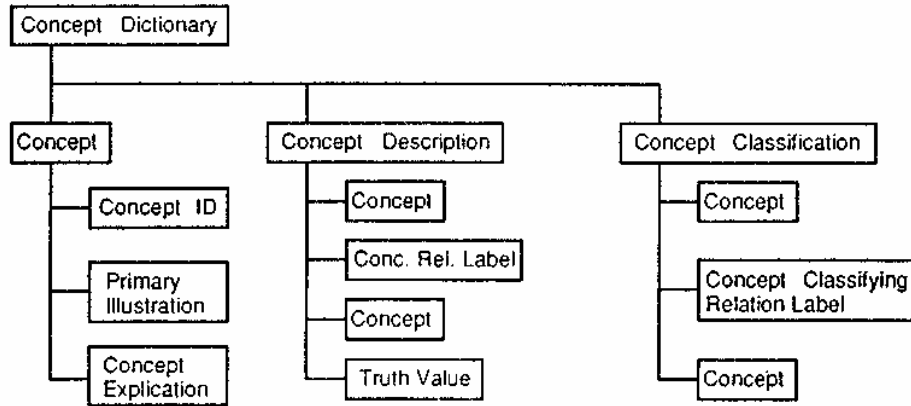 Concept Dictionary
Concept
Concept Description
Concept Classification
Concept ID
Primary
Illustration
Concept
Explication
Concept
Conc. Rel. Label
Concept
Truth Value
Concept
Concept Classifying
Relation Label
Concept